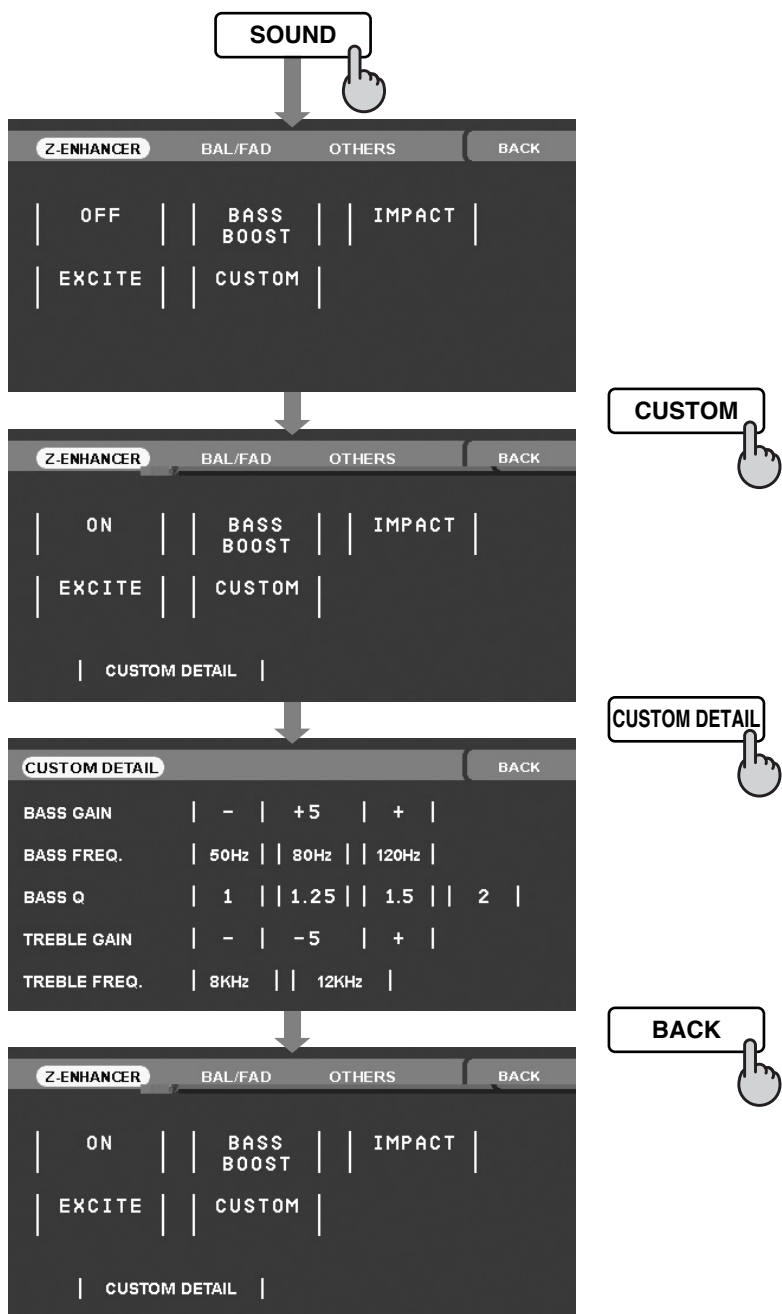 SOUND
Z-ENHANCER BAL/FAD OTHERS BACK
OFF BASS BOOST IMPACT
EXCITE CUSTOM
CUSTOM
Z-ENHANCER BAL/FAD OTHERS BACK
ON BASS BOOST IMPACT
EXCITE CUSTOM
CUSTOM DETAIL
CUSTOM DETAIL
CUSTOM DETAIL BACK
BASS GAIN - +5 +
BASS FREQ. 50Hz 80Hz 120Hz
BASS Q 1 1.25 1.5 2
TREBLE GAIN - -5 +
TREBLE FREQ. 8KHz 12KHz
BACK
Z-ENHANCER BAL/FAD OTHERS BACK
ON BASS BOOST IMPACT
EXCITE CUSTOM
CUSTOM DETAIL